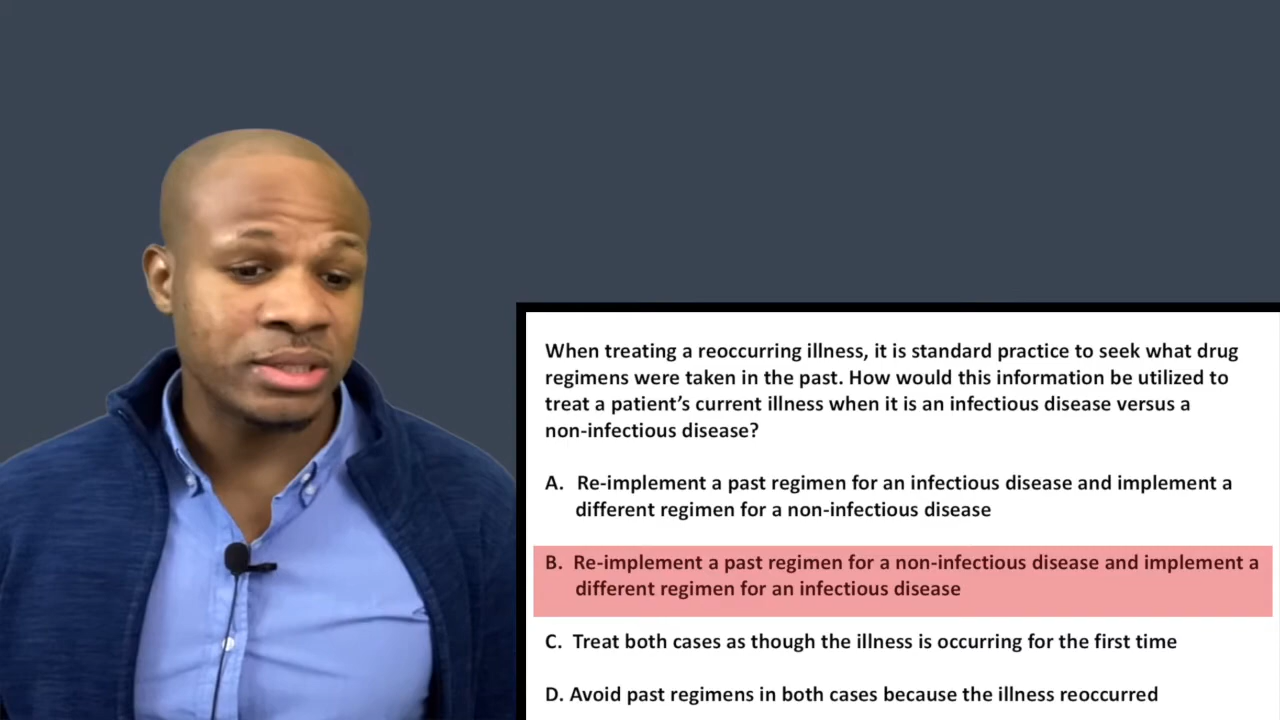 When treating a reoccurring illness, it is standard practice to seek what drug
regimens were taken in the past. How would this information be utilized to
treat a patient’s current illness when it is an infectious disease versus a
non-infectious disease?
A. Re-implement a past regimen for an infectious disease and implement a
different regimen for a non-infectious disease
B. Re-implement a past regimen for a non-infectious disease and implement a
different regimen for an infectious disease
C. Treat both cases as though the illness is occurring for the first time
D. Avoid past regimens in both cases because the illness reoccurred